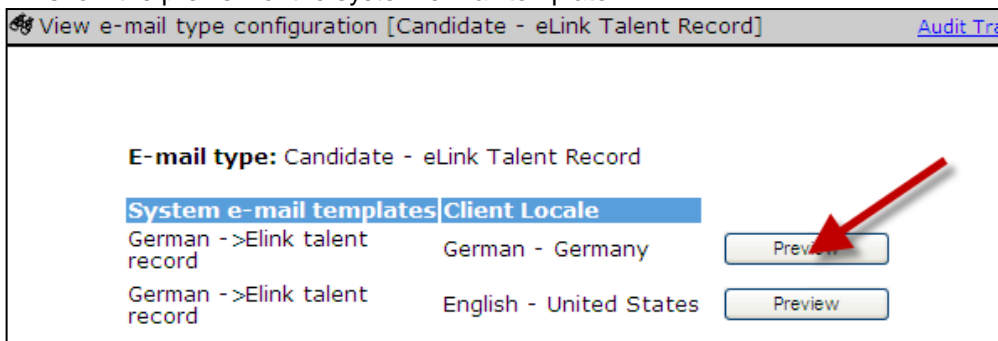 View e-mail type configuration [Candidate - eLink Talent Record] Audit Tra
E-mail type: Candidate - eLink Talent Record
System e-mail templates Client Locale
German ->Elink talent record German - Germany Preview
German ->Elink talent record English - United States Preview